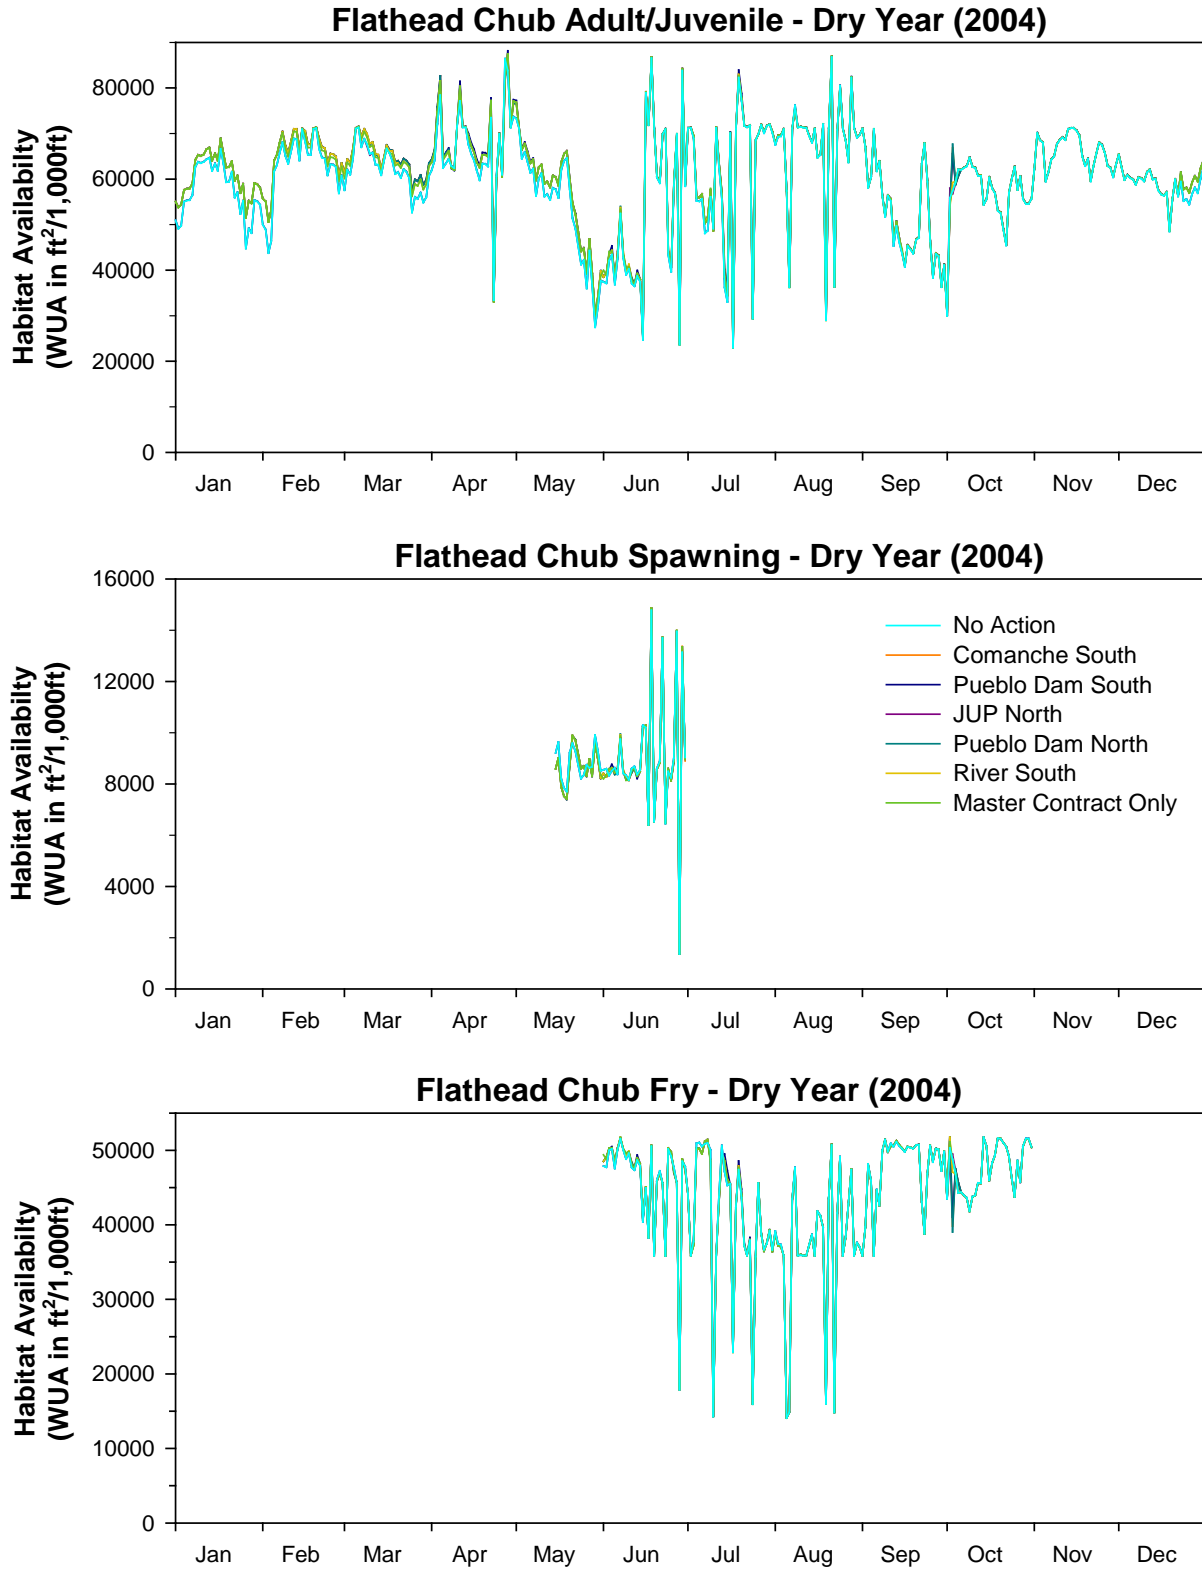 Flathead Chub Adult/Juvenile - Dry Year (2004)
Habitat Availabilty
(WUA in ft²/1,000ft)
80000
60000
40000
20000
0
Jan Feb Mar Apr May Jun Jul Aug Sep Oct Nov Dec
Flathead Chub Spawning - Dry Year (2004)
Habitat Availabilty
(WUA in ft²/1,000ft)
16000
12000
8000
4000
0
No Action
Comanche South
Pueblo Dam South
JUP North
Pueblo Dam North
River South
Master Contract Only
Jan Feb Mar Apr May Jun Jul Aug Sep Oct Nov Dec
Flathead Chub Fry - Dry Year (2004)
Habitat Availabilty
(WUA in ft²/1,000ft)
50000
40000
30000
20000
10000
0
Jan Feb Mar Apr May Jun Jul Aug Sep Oct Nov Dec